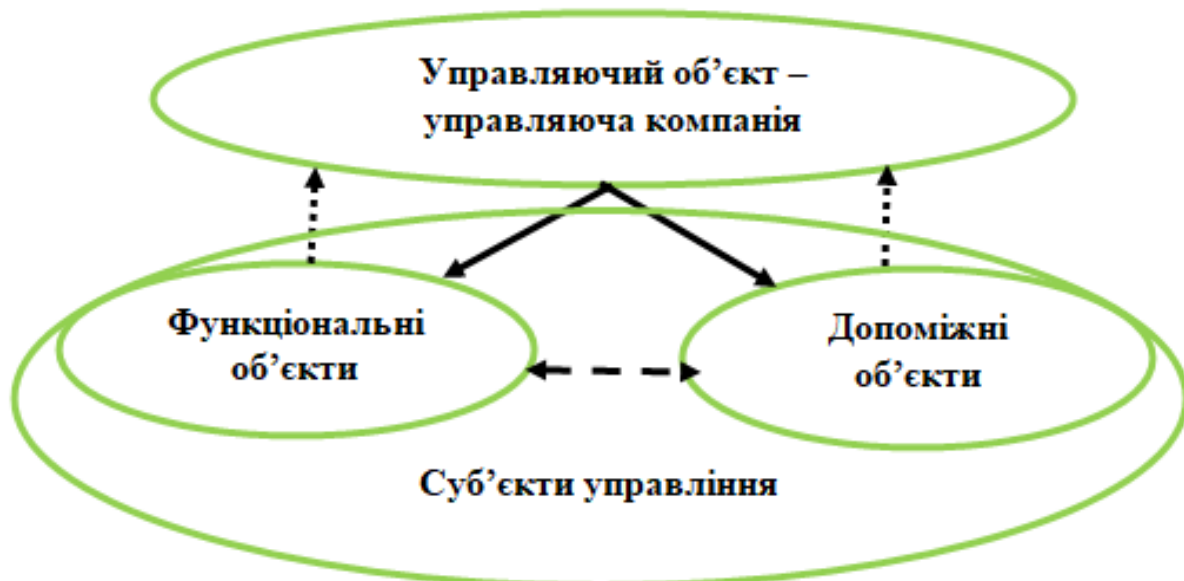 Управляючий об’єкт –
управляюча компанія
Функціональні
об’єкти
Допоміжні
об’єкти
Суб’єкти управління